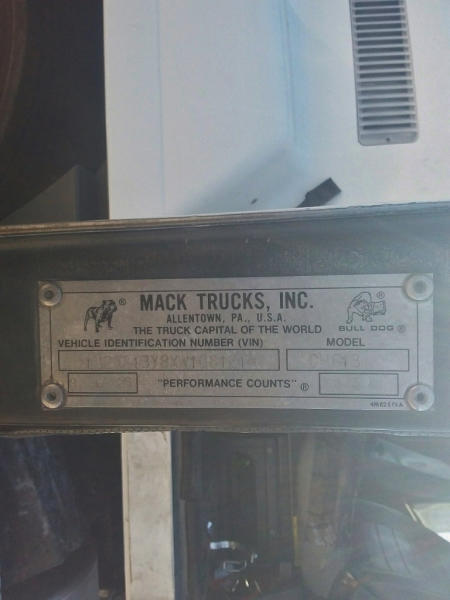 MACK TRUCKS, INC.
ALLENTOWN, PA., U.S.A.
THE TRUCK CAPITAL OF THE WORLD
BULL DOG ®
VEHICLE IDENTIFICATION NUMBER (VIN) MODEL
"PERFORMANCE COUNTS" ®